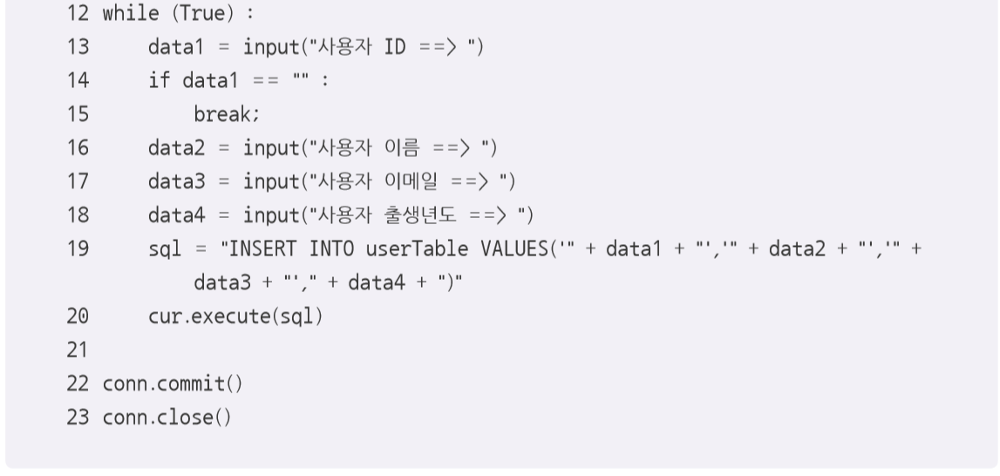 12 while (True) :
13     data1 = input("사용자 ID ==> ")
14     if data1 == "" :
15         break;
16     data2 = input("사용자 이름 ==> ")
17     data3 = input("사용자 이메일 ==> ")
18     data4 = input("사용자 출생년도 ==> ")
19     sql = "INSERT INTO userTable VALUES('" + data1 + "','" + data2 + "','" +
        data3 + "'," + data4 + ")"
20     cur.execute(sql)
21
22 conn.commit()
23 conn.close()